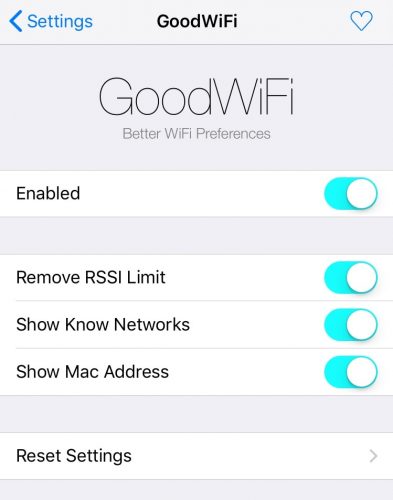 Settings
GoodWiFi
GoodWiFi
Better WiFi Preferences
Enabled
Remove RSSI Limit
Show Know Networks
Show Mac Address
Reset Settings